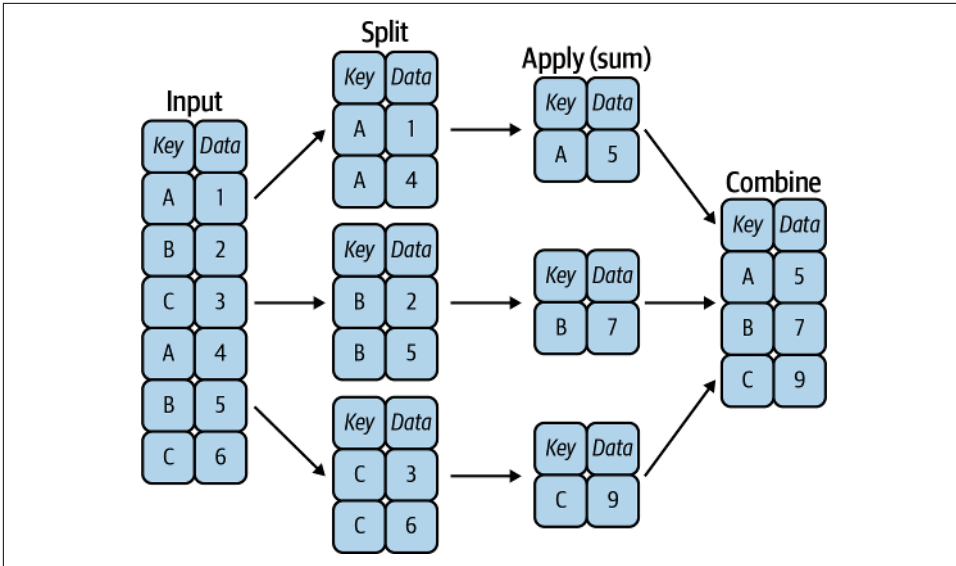 Input
Key Data
A 1
B 2
C 3
A 4
B 5
C 6
Split
Key Data
A 1
A 4
Key Data
B 2
B 5
Key Data
C 3
C 6
Apply (sum)
Key Data
A 5
Key Data
B 7
Key Data
C 9
Combine
Key Data
A 5
B 7
C 9